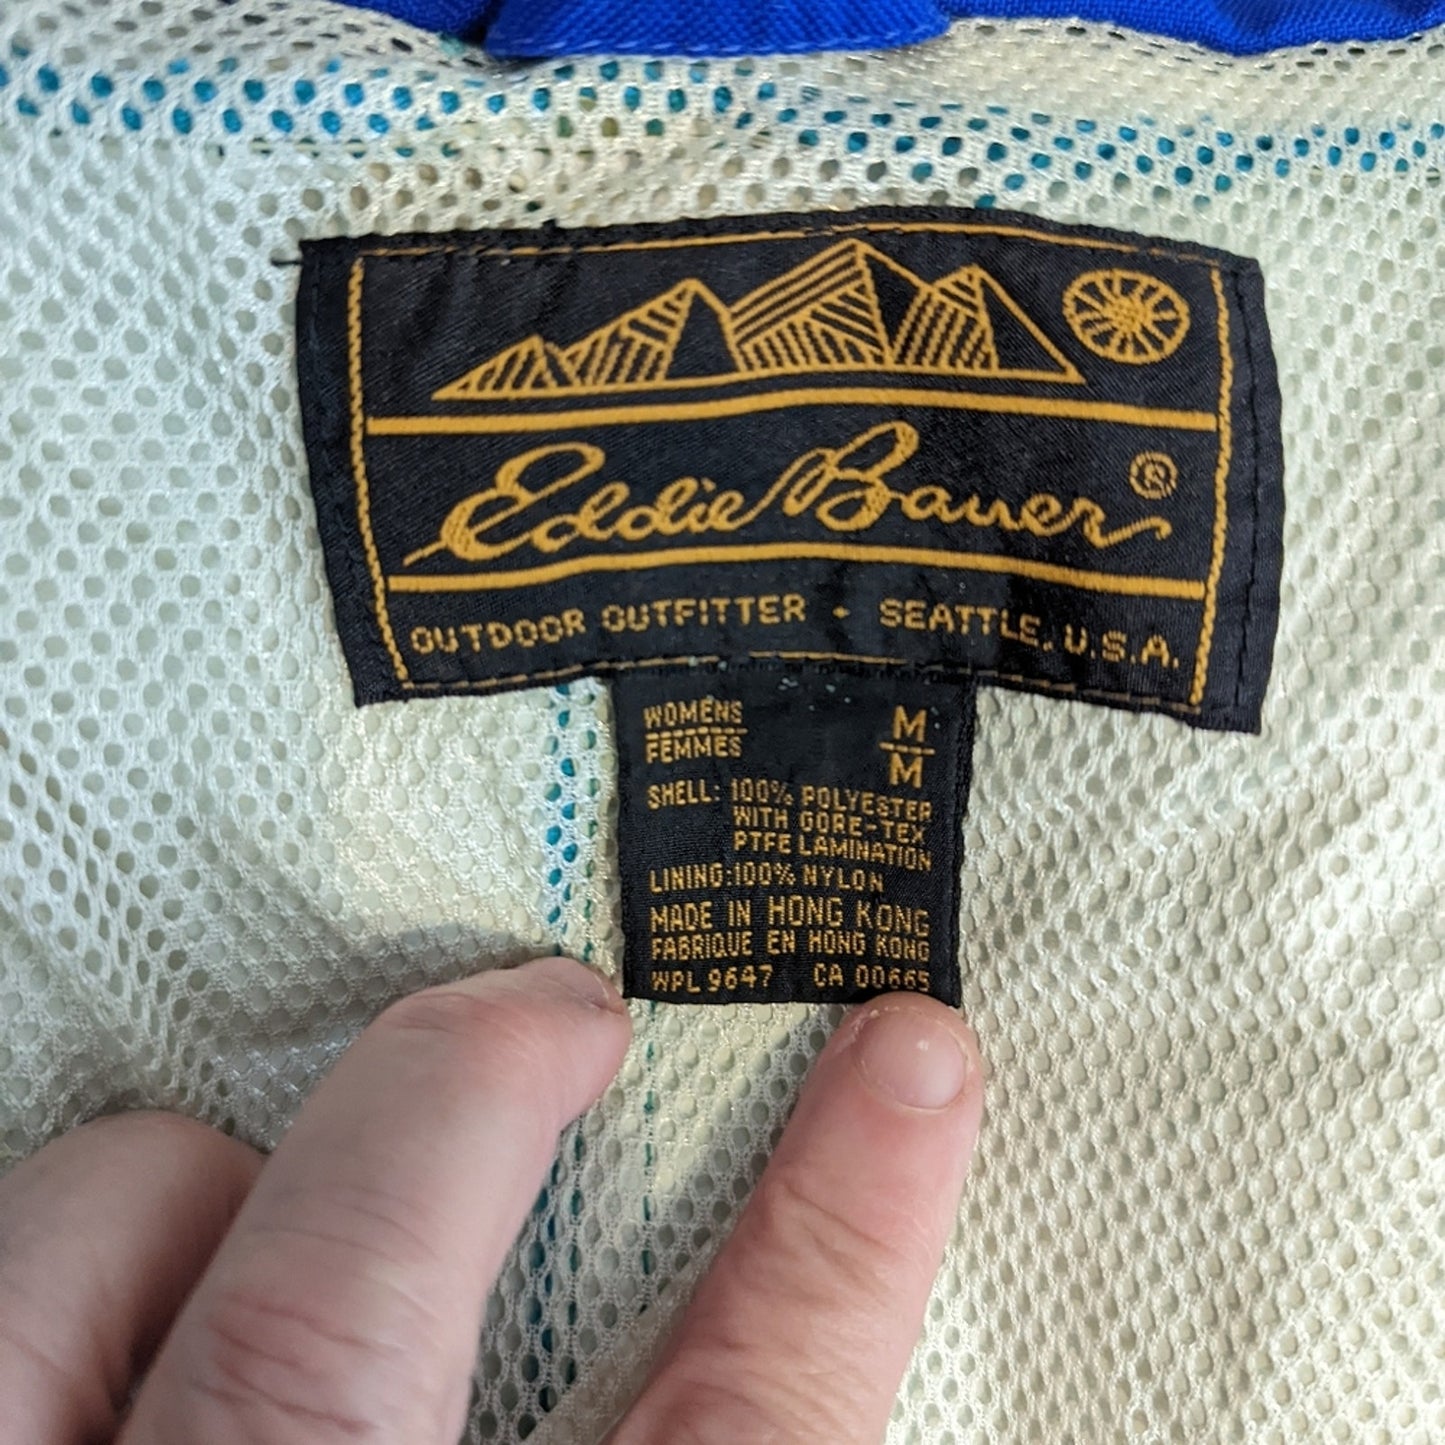 Eddie Bauer®
OUTDOOR OUTFITTER • SEATTLE, U.S.A.
WOMENS M
FEMMES M
SHELL: 100% POLYESTER
WITH GORE-TEX
PTFE LAMINATION
LINING: 100% NYLON
MADE IN HONG KONG
FABRIQUE EN HONG KONG
WPL 9647 CA 00665